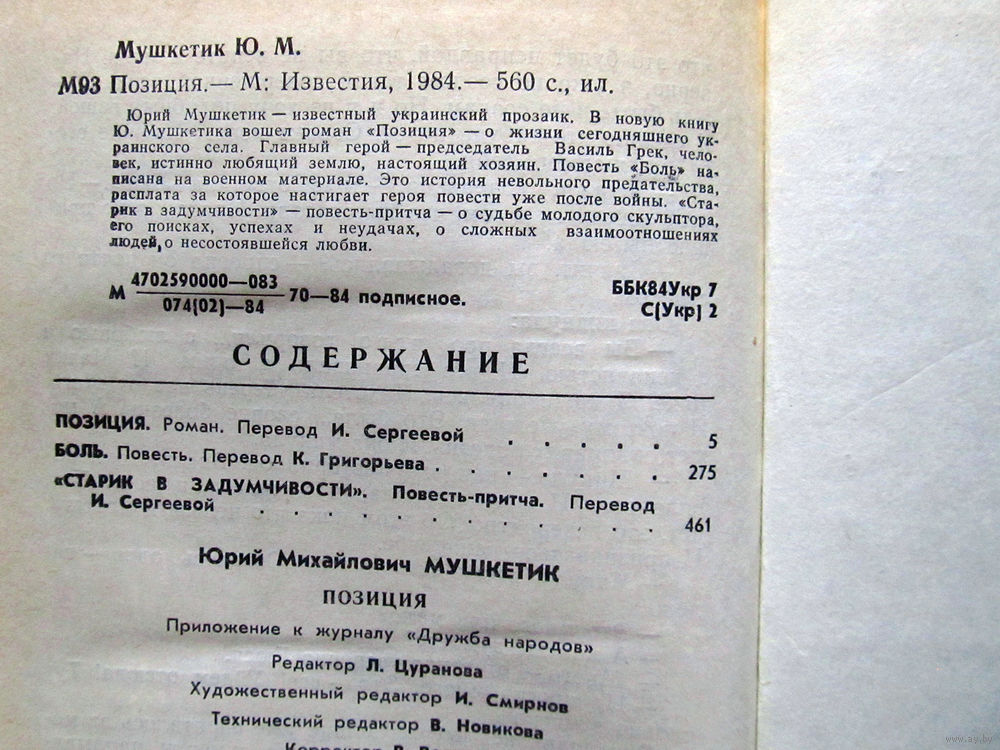 Мушкетик Ю. М.
М93 Позиция.— М: Известия, 1984.— 560 с., ил.
Юрий Мушкетик — известный украинский прозаик. В новую книгу
Ю. Мушкетика вошел роман «Позиция» — о жизни сегодняшнего ук-
раинского села. Главный герой — председатель Василь Грек, чело-
век, истинно любящий землю, настоящий хозяин. Повесть «Боль» на-
писана на военном материале. Это история невольного предательства,
расплата за которое настигает героя повести уже после войны. «Ста-
рик в задумчивости» — повесть-притча — о судьбе молодого скульптора,
его поисках, успехах и неудачах, о сложных взаимоотношениях
людей, о несостоявшейся любви.
М 4702590000—083
074(02)—84
70—84 подписное.
ББК84Укр 7
С(Укр) 2
СОДЕРЖАНИЕ
ПОЗИЦИЯ. Роман. Перевод И. Сергеевой . . . . . 5
БОЛЬ. Повесть. Перевод К. Григорьева . . . . . . 275
«СТАРИК В ЗАДУМЧИВОСТИ». Повесть-притча. Перевод
И. Сергеевой . . . . . . . . . . 461
Юрий Михайлович МУШКЕТИК
ПОЗИЦИЯ
Приложение к журналу «Дружба народов»
Редактор Л. Цуранова
Художественный редактор И. Смирнов
Технический редактор В. Новикова
Корректор В.
www.ay.by